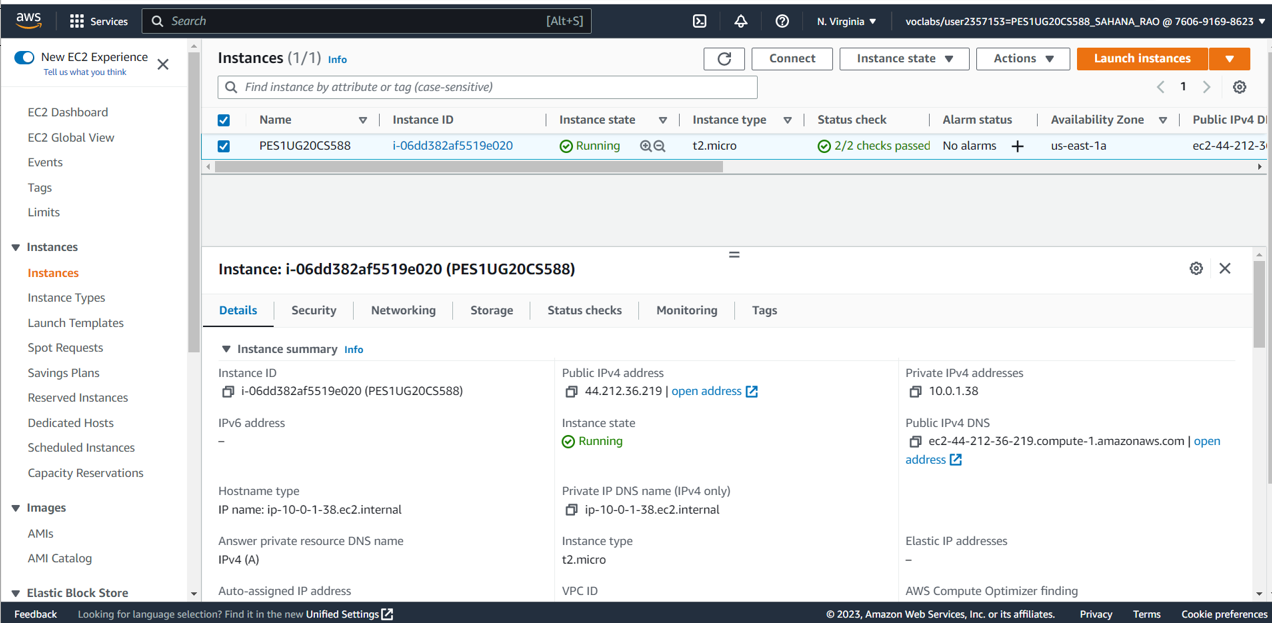 aws Services Search [Alt+S] N. Virginia voclabs/user2357153=PES1UG20CS588_SAHANA_RAO @ 7606-9169-8623
New EC2 Experience
Tell us what you think
EC2 Dashboard
EC2 Global View
Events
Tags
Limits
Instances
Instances
Instance Types
Launch Templates
Spot Requests
Savings Plans
Reserved Instances
Dedicated Hosts
Scheduled Instances
Capacity Reservations
Images
AMIs
AMI Catalog
Elastic Block Store
Instances (1/1) Info Connect Instance state Actions Launch instances
Find instance by attribute or tag (case-sensitive) 1
Name Instance ID Instance state Instance type Status check Alarm status Availability Zone Public IPv4 D
PES1UG20CS588 i-06dd382af5519e020 Running t2.micro 2/2 checks passed No alarms us-east-1a ec2-44-212-3
Instance: i-06dd382af5519e020 (PES1UG20CS588)
Details Security Networking Storage Status checks Monitoring Tags
Instance summary Info
Instance ID Public IPv4 address Private IPv4 addresses
i-06dd382af5519e020 (PES1UG20CS588) 44.212.36.219 | open address 10.0.1.38
IPv6 address Instance state Public IPv4 DNS
– Running ec2-44-212-36-219.compute-1.amazonaws.com | open
address
Hostname type Private IP DNS name (IPv4 only)
IP name: ip-10-0-1-38.ec2.internal ip-10-0-1-38.ec2.internal
Answer private resource DNS name Instance type Elastic IP addresses
IPv4 (A) t2.micro –
Auto-assigned IP address VPC ID AWS Compute Optimizer finding
Feedback Looking for language selection? Find it in the new Unified Settings © 2023, Amazon Web Services, Inc. or its affiliates. Privacy Terms Cookie preferences